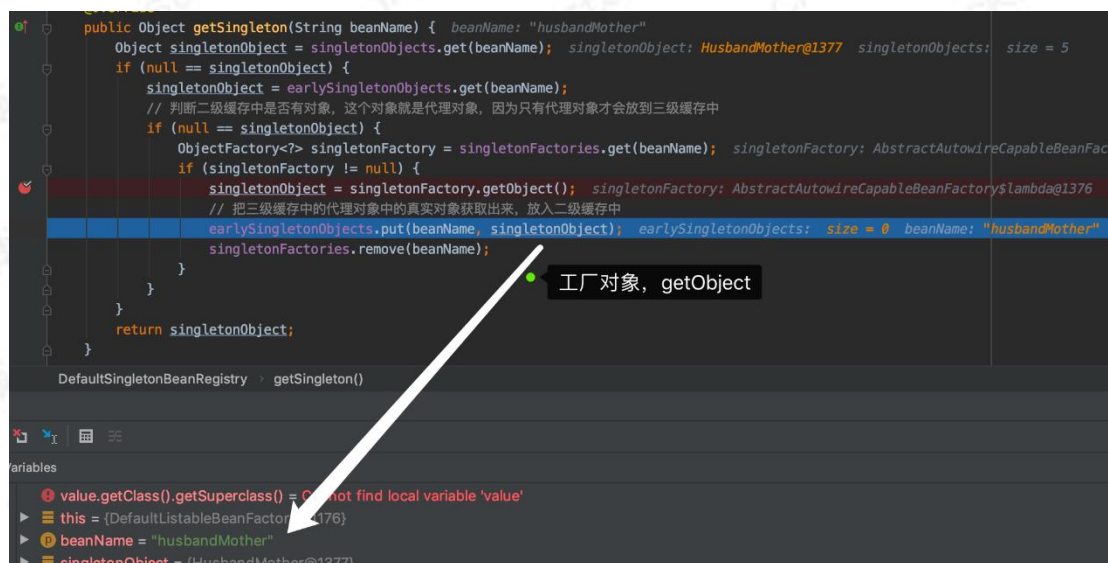 public Object getSingleton(String beanName) { beanName: "husbandMother"
Object singletonObject = singletonObjects.get(beanName); singletonObject: HusbandMother@1377 singletonObjects: size = 5
if (null == singletonObject) {
singletonObject = earlySingletonObjects.get(beanName);
// 判断二级缓存中是否有对象，这个对象就是代理对象，因为只有代理对象才会放到三级缓存中
if (null == singletonObject) {
ObjectFactory<?> singletonFactory = singletonFactories.get(beanName); singletonFactory: AbstractAutowireCapableBeanFac
if (singletonFactory != null) {
singletonObject = singletonFactory.getObject(); singletonFactory: AbstractAutowireCapableBeanFactory$lambda@1376
// 把三级缓存中的代理对象中的真实对象获取出来，放入二级缓存中
earlySingletonObjects.put(beanName, singletonObject); earlySingletonObjects: size = 0 beanName: "husbandMother"
singletonFactories.remove(beanName);
}
工厂对象，getObject
}
}
return singletonObject;
}
DefaultSingletonBeanRegistry › getSingleton()
Variables
value.getClass().getSuperclass() = not find local variable 'value'
this = {DefaultListableBeanFactor 1176}
beanName = "husbandMother"
singletonObject = {HusbandMother@1377}